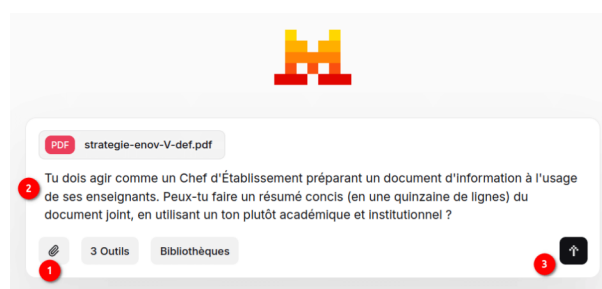 PDF strategie-enov-V-def.pdf
Tu dois agir comme un Chef d'Établissement préparant un document d'information à l'usage
2 de ses enseignants. Peux-tu faire un résumé concis (en une quinzaine de lignes) du
document joint, en utilisant un ton plutôt académique et institutionnel ?
3 Outils Bibliothèques
1 3